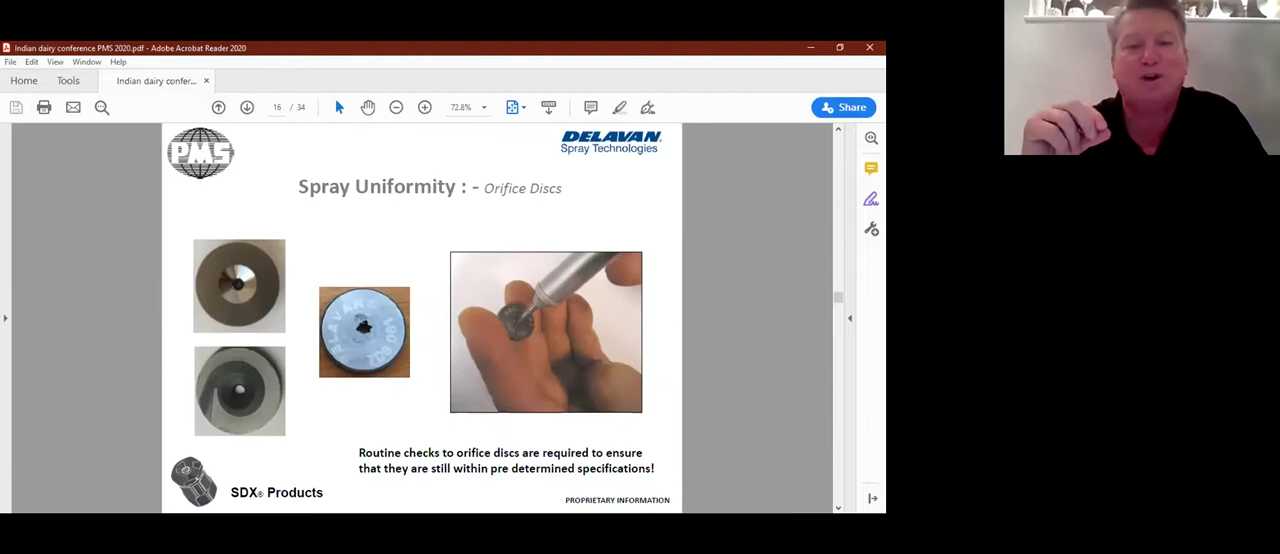 Indian dairy conference PMS 2020.pdf - Adobe Acrobat Reader 2020
File Edit View Window Help
Home Tools Indian dairy confer... ×
16 / 34 72.8% Share
PMS
DELAVAN
Spray Technologies
Spray Uniformity : - Orifice Discs
Routine checks to orifice discs are required to ensure
that they are still within pre determined specifications!
SDX® Products
PROPRIETARY INFORMATION